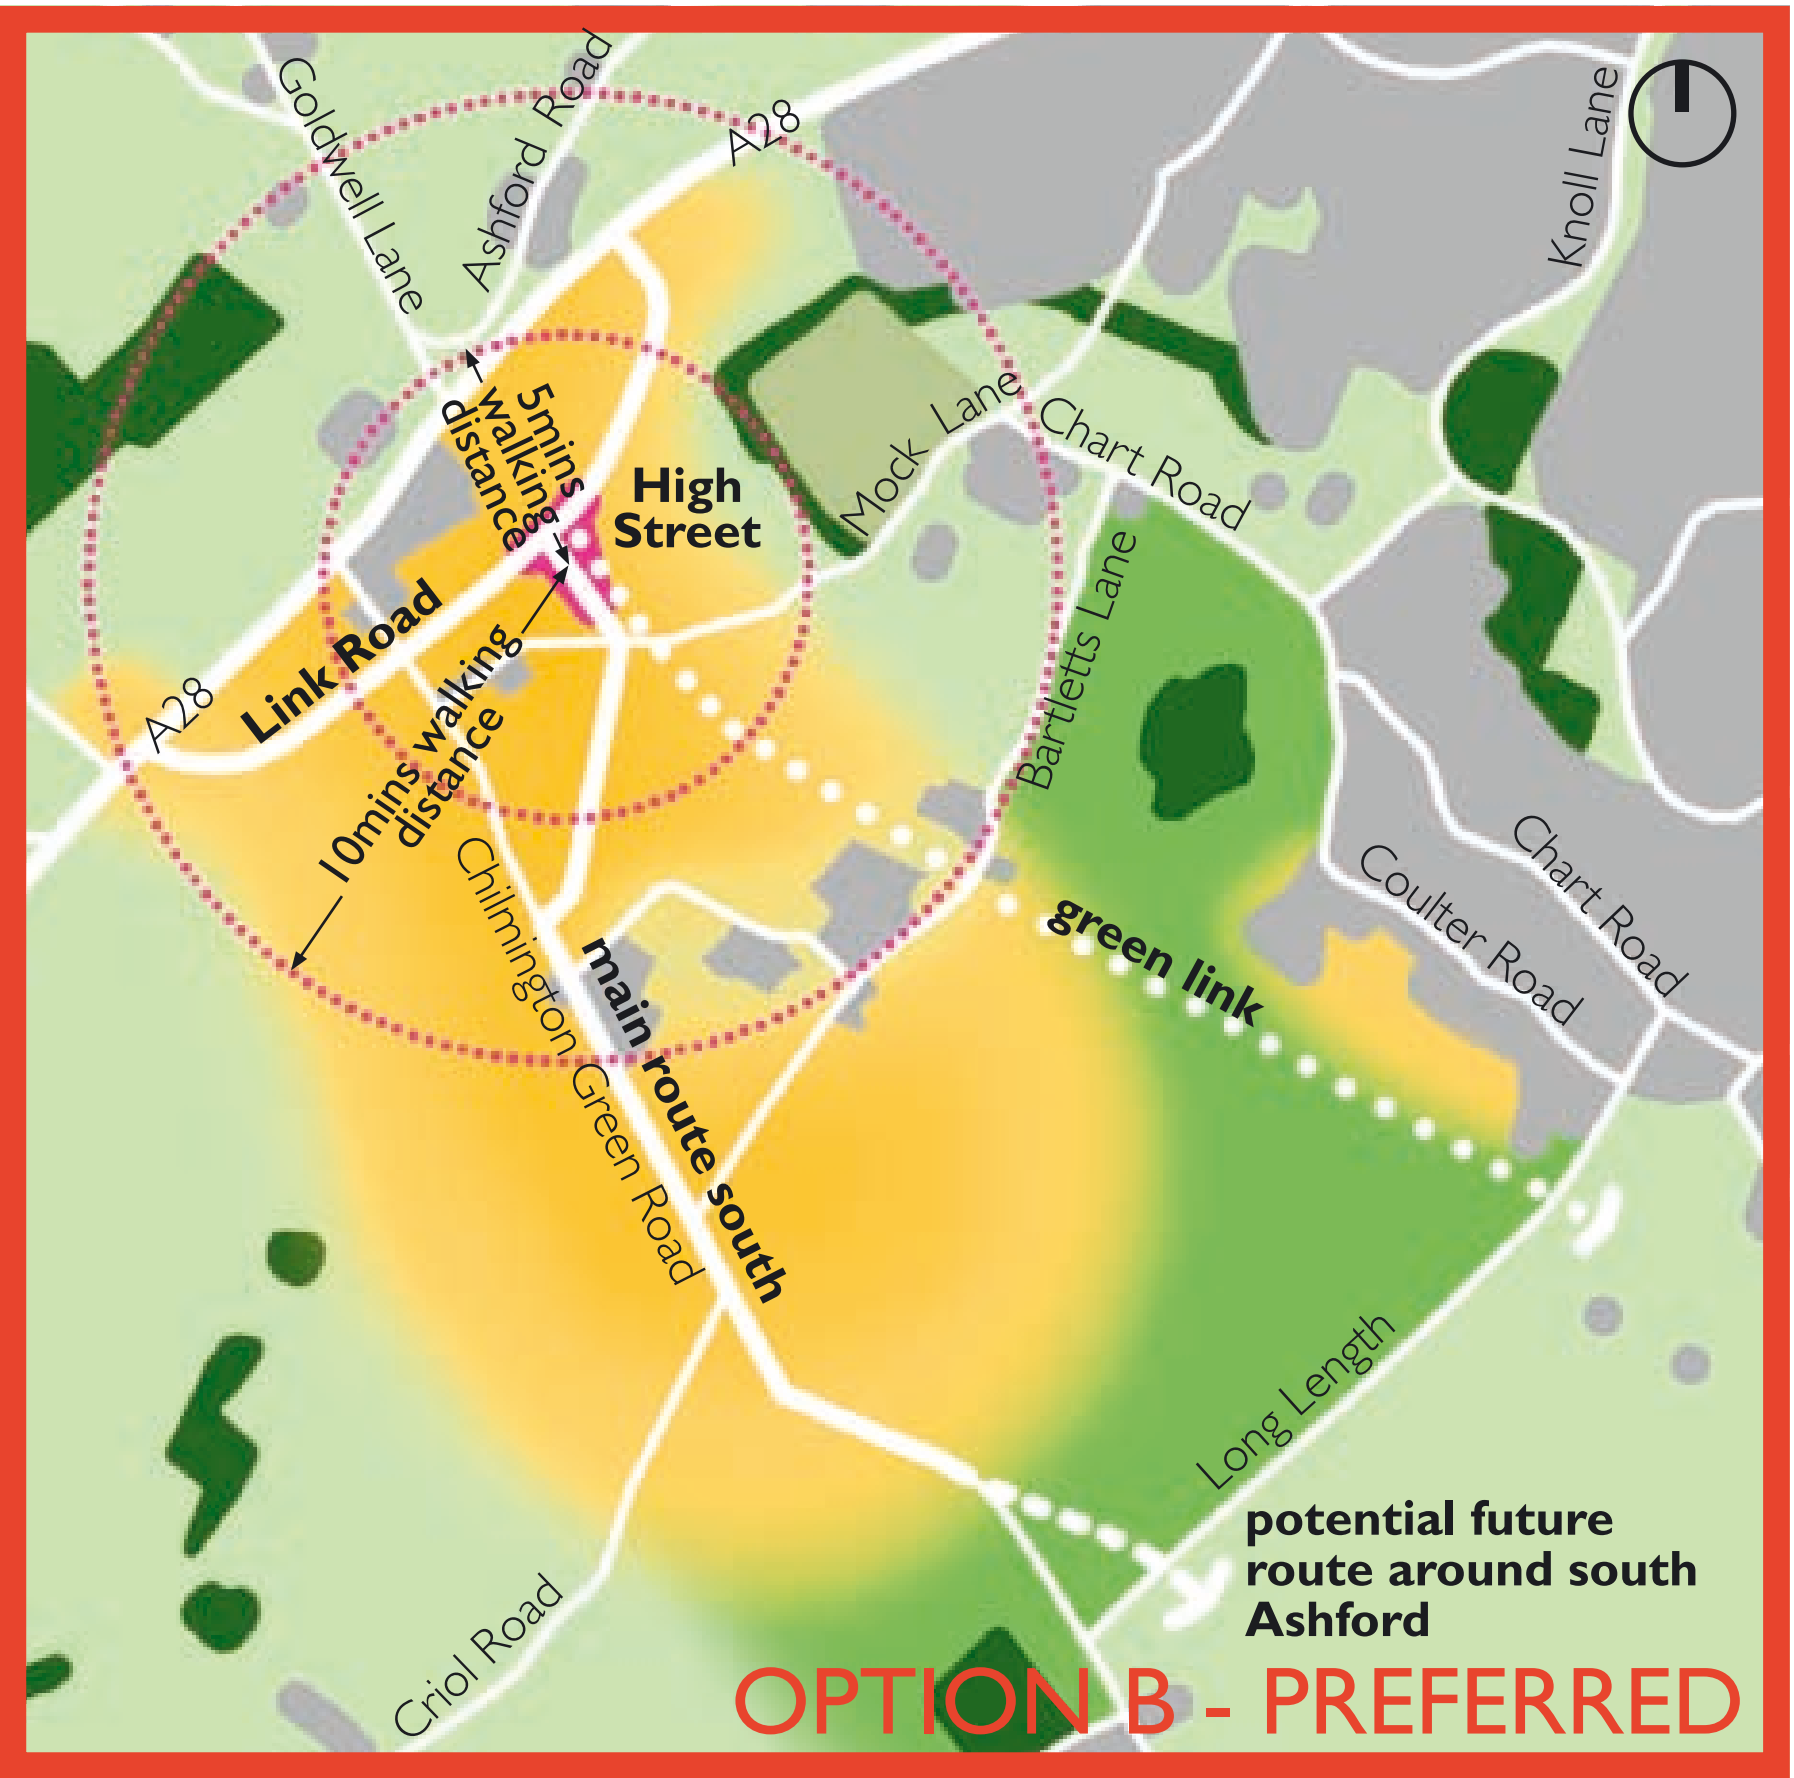 Goldwell Lane
Ashford Road
A28
Knoll Lane
5mins
walking
distance
High
Street
Mock Lane
Chart Road
Bartletts Lane
Link Road
A28
10mins walking
distance
Chilmington Green Road
main route south
green link
Coulter Road
Chart Road
Long Length
Criol Road
potential future
route around south
Ashford
OPTION B - PREFERRED